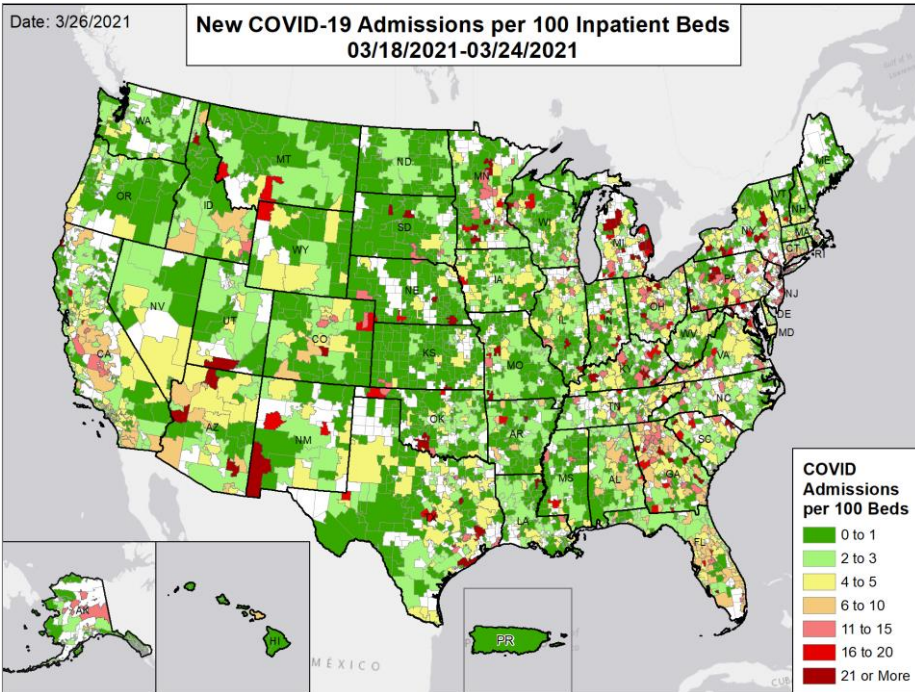 Date: 3/26/2021
New COVID-19 Admissions per 100 Inpatient Beds
03/18/2021-03/24/2021
WA
MT
ND
MN
ME
OR
ID
SD
WI
VT
NH
WY
MI
NY
MA
CT
RI
NE
IA
PA
NJ
NV
UT
CO
IL
IN
OH
DE
MD
CA
KS
MO
WV
VA
KY
AZ
NM
OK
AR
TN
NC
SC
MS
AL
GA
LA
FL
AK
HI
PR
MÉXICO
CUBA
COVID
Admissions
per 100 Beds
0 to 1
2 to 3
4 to 5
6 to 10
11 to 15
16 to 20
21 or More